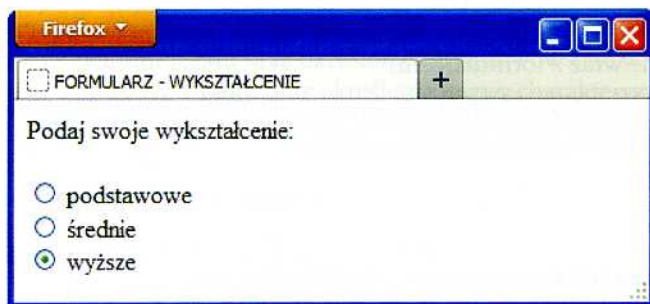 Firefox
FORMULARZ - WYKSZTAŁCENIE
+
Podaj swoje wykształcenie:
podstawowe
średnie
wyższe